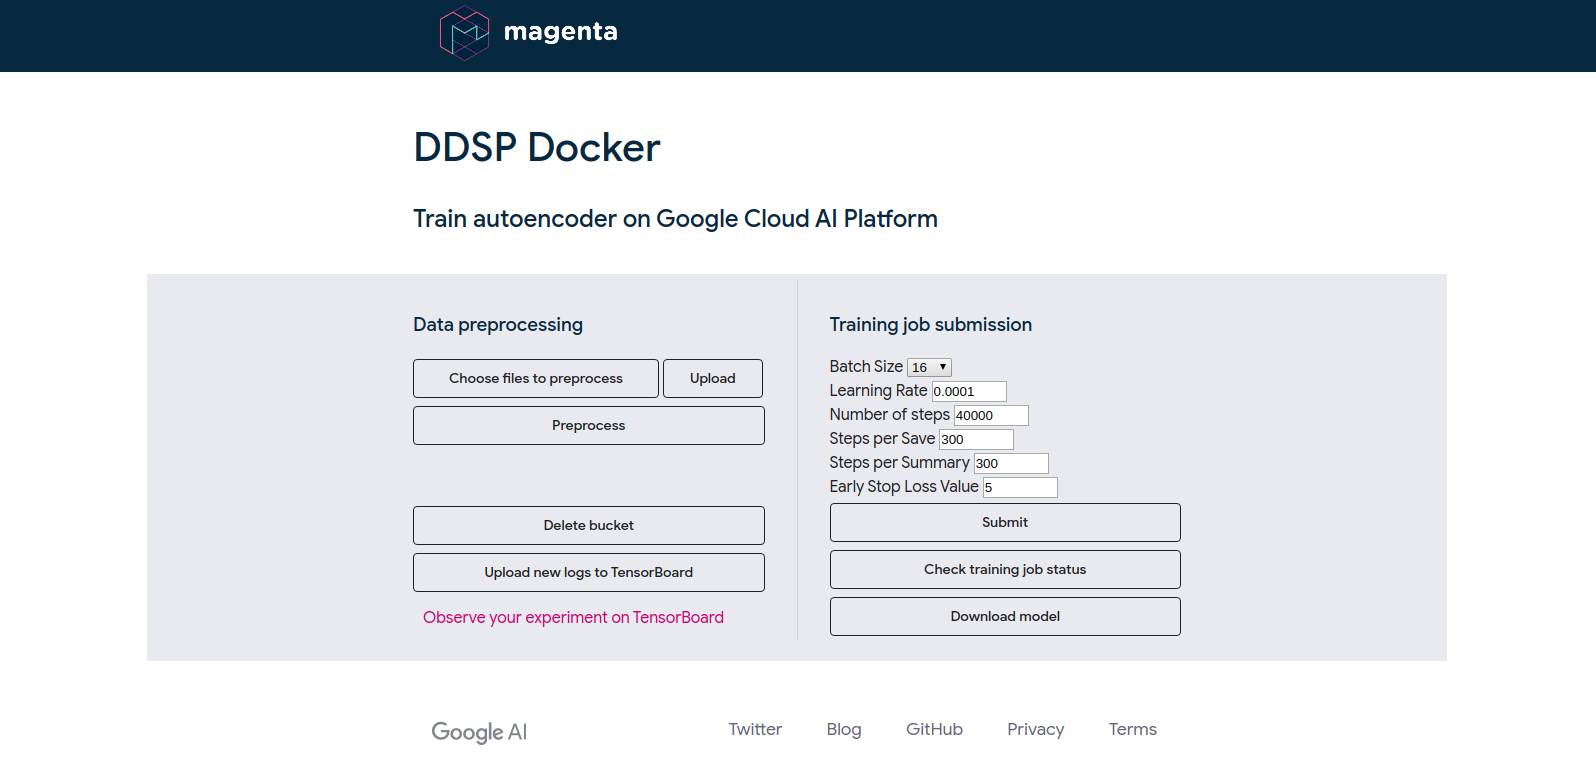 magenta
DDSP Docker
Train autoencoder on Google Cloud AI Platform
Data preprocessing
Choose files to preprocess
Upload
Preprocess
Delete bucket
Upload new logs to TensorBoard
Observe your experiment on TensorBoard
Training job submission
Batch Size 16
Learning Rate 0.0001
Number of steps 40000
Steps per Save 300
Steps per Summary 300
Early Stop Loss Value 5
Submit
Check training job status
Download model
Google AI
Twitter
Blog
GitHub
Privacy
Terms